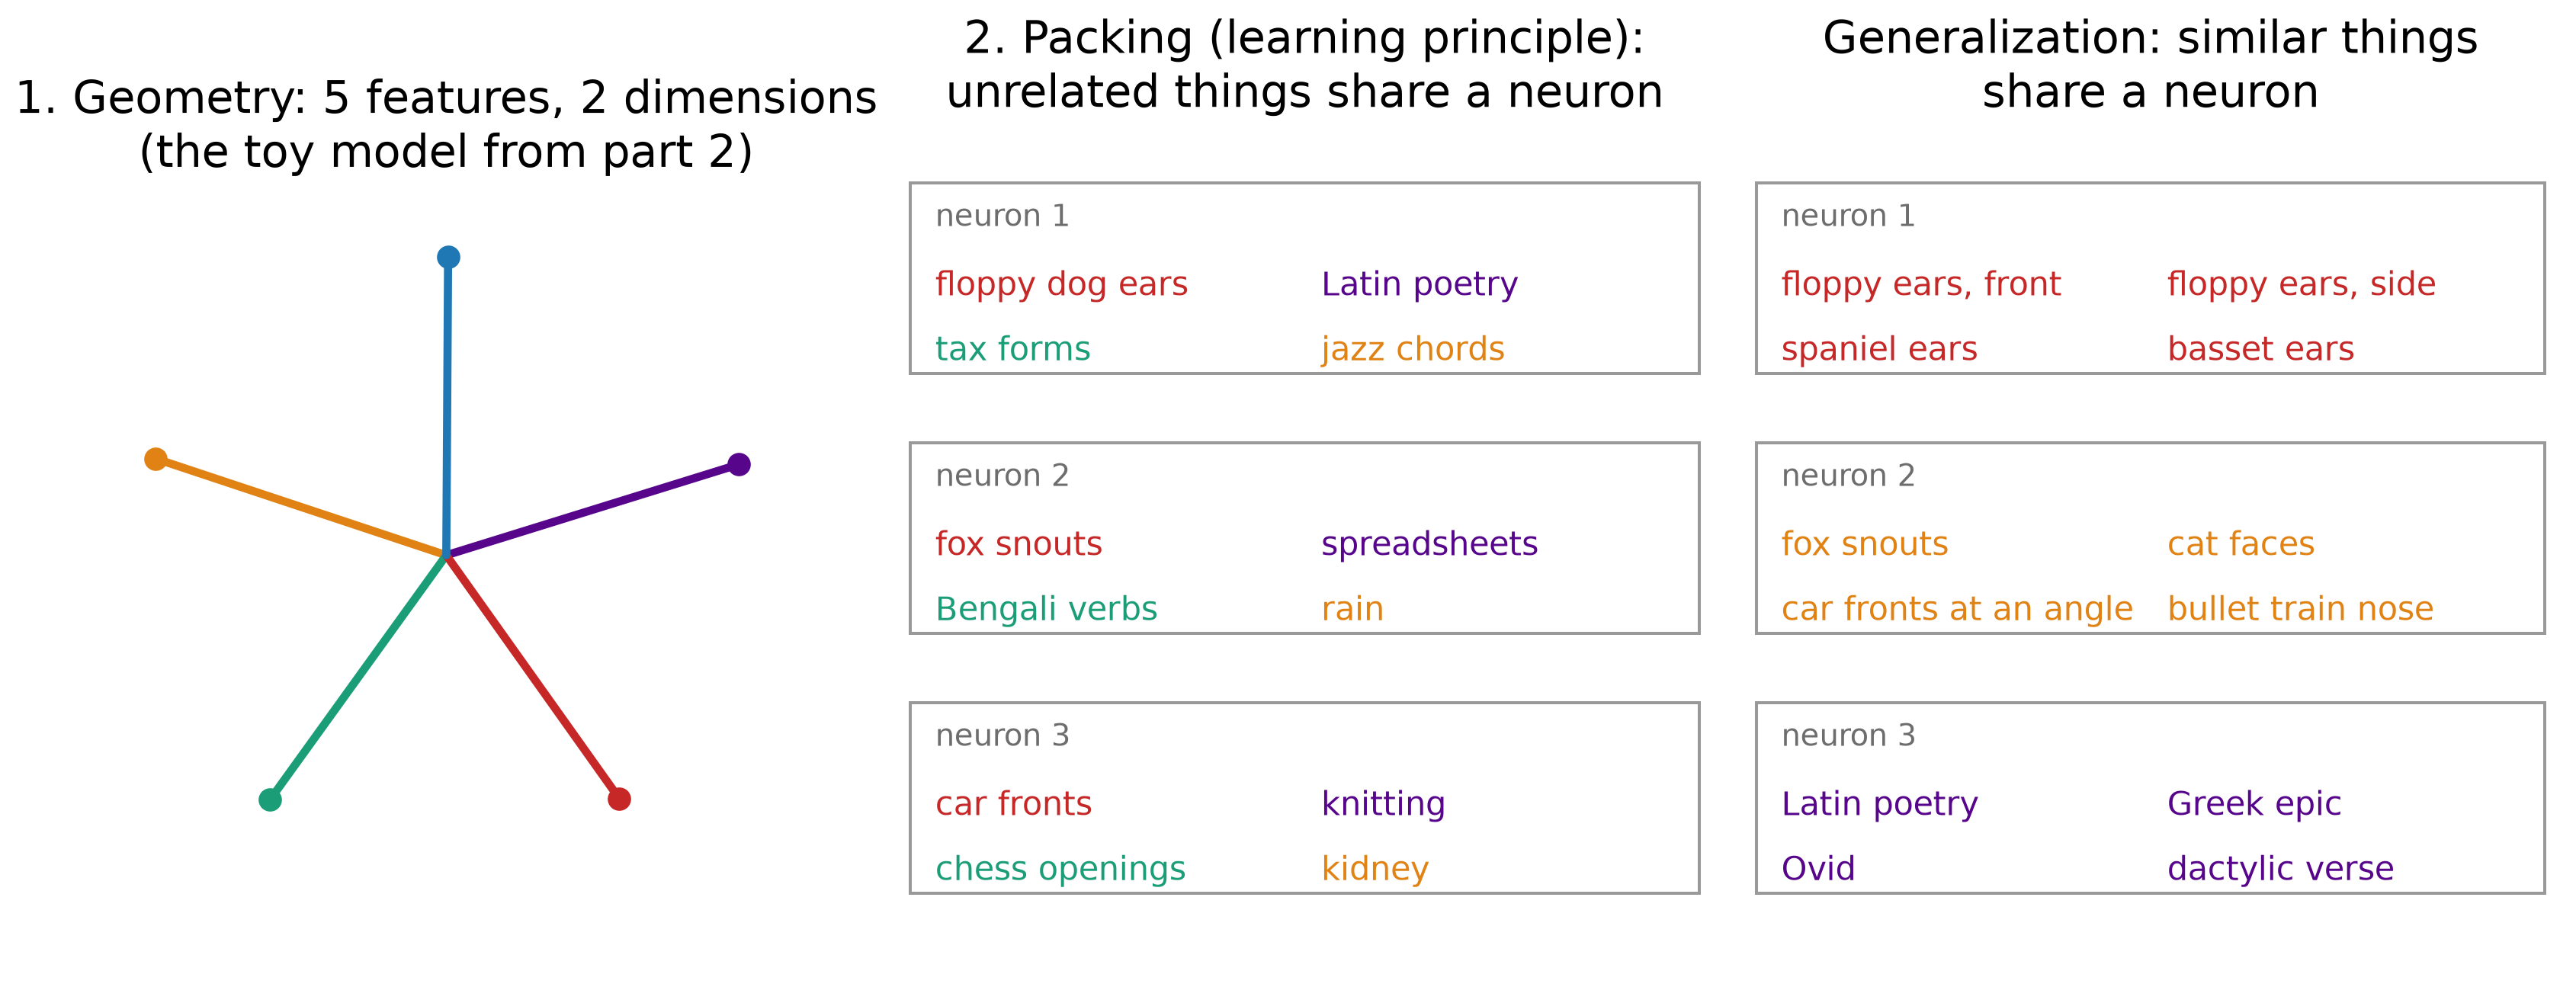 1. Geometry: 5 features, 2 dimensions
(the toy model from part 2)
2. Packing (learning principle):
unrelated things share a neuron
neuron 1
floppy dog ears
Latin poetry
tax forms
jazz chords
neuron 2
fox snouts
spreadsheets
Bengali verbs
rain
neuron 3
car fronts
knitting
chess openings
kidney
Generalization: similar things
share a neuron
neuron 1
floppy ears, front
floppy ears, side
spaniel ears
basset ears
neuron 2
fox snouts
cat faces
car fronts at an angle
bullet train nose
neuron 3
Latin poetry
Greek epic
Ovid
dactylic verse